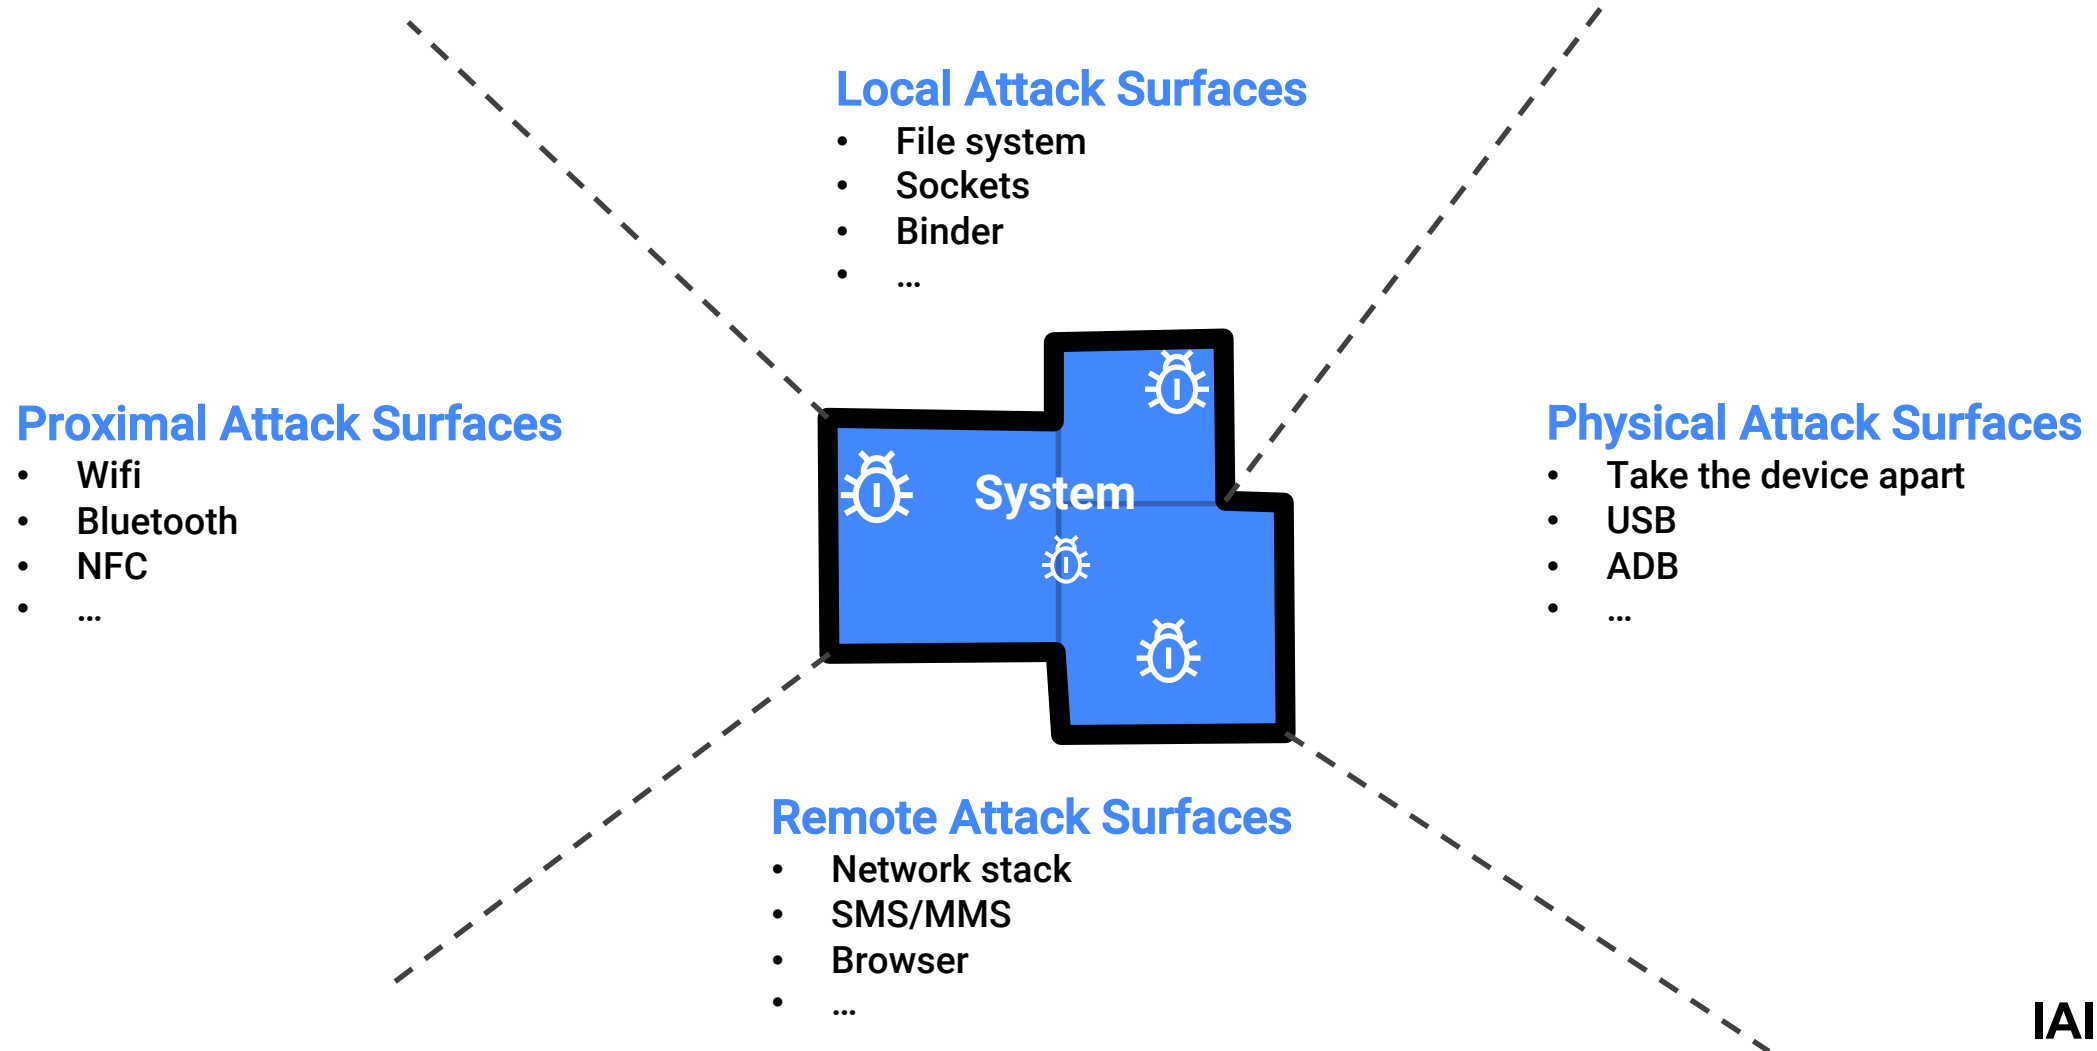 Local Attack Surfaces
• File system
• Sockets
• Binder
• ...
Proximal Attack Surfaces
• Wifi
• Bluetooth
• NFC
• ...
System
Physical Attack Surfaces
• Take the device apart
• USB
• ADB
• ...
Remote Attack Surfaces
• Network stack
• SMS/MMS
• Browser
• ...